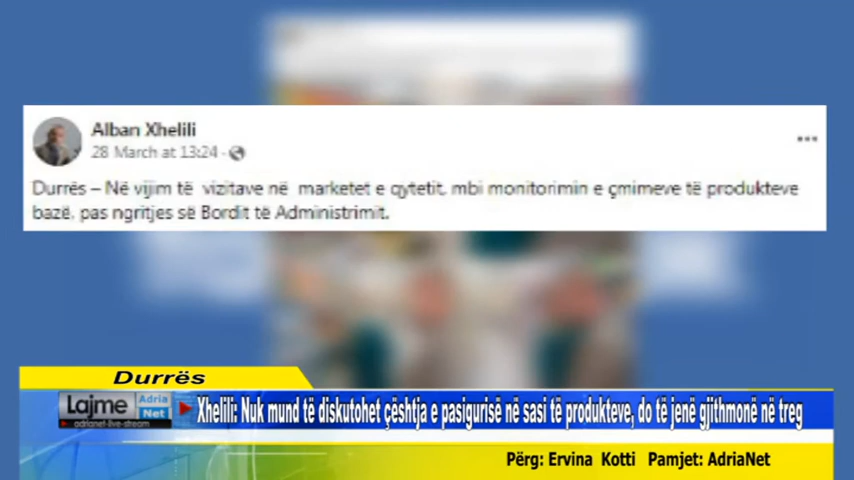 Alban Xhelili
28 March at 13:24 ·
Durrës – Në vijim të vizitave në marketet e qytetit, mbi monitorimin e çmimeve të produkteve
bazë, pas ngritjes së Bordit të Administrimit.
Durrës
Lajme Adria Net
adrianet-live-stream
Xhelili: Nuk mund të diskutohet çështja e pasigurisë në sasi të produkteve, do të jenë gjithmonë në treg
Përg: Ervina Kotti Pamjet: AdriaNet